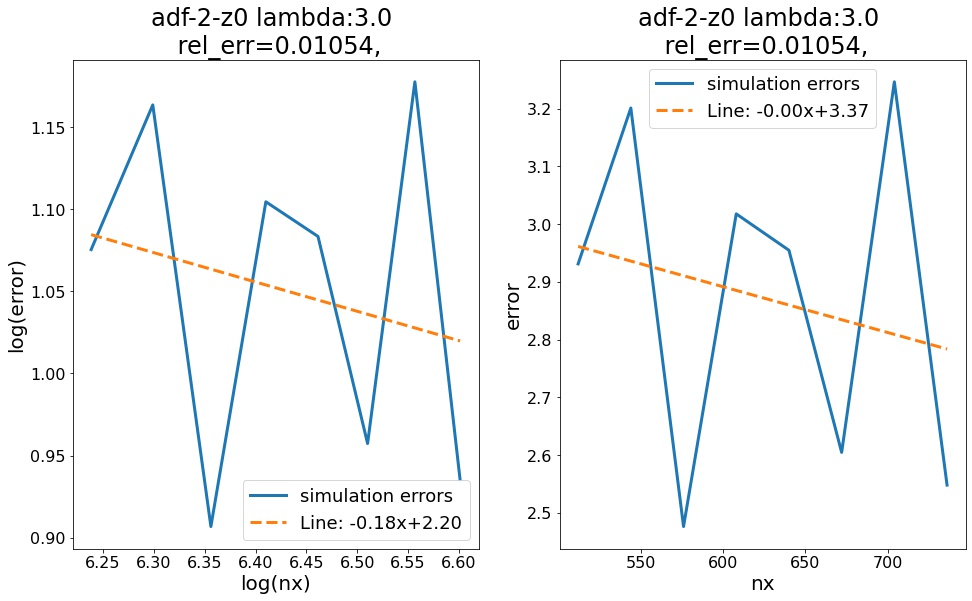 adf-2-z0 lambda:3.0
rel_err=0.01054,
log(error)
1.15
1.10
1.05
1.00
0.95
0.90
simulation errors
Line: -0.18x+2.20
6.25 6.30 6.35 6.40 6.45 6.50 6.55 6.60
log(nx)
adf-2-z0 lambda:3.0
rel_err=0.01054,
simulation errors
Line: -0.00x+3.37
error
3.2
3.1
3.0
2.9
2.8
2.7
2.6
2.5
550 600 650 700
nx